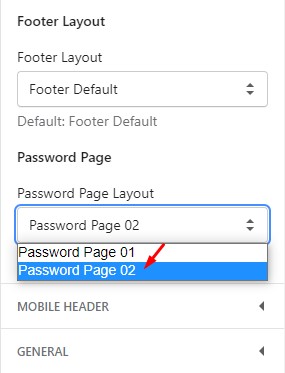 Footer Layout
Footer Layout
Footer Default
Default: Footer Default
Password Page
Password Page Layout
Password Page 02
Password Page 01
Password Page 02
MOBILE HEADER
GENERAL